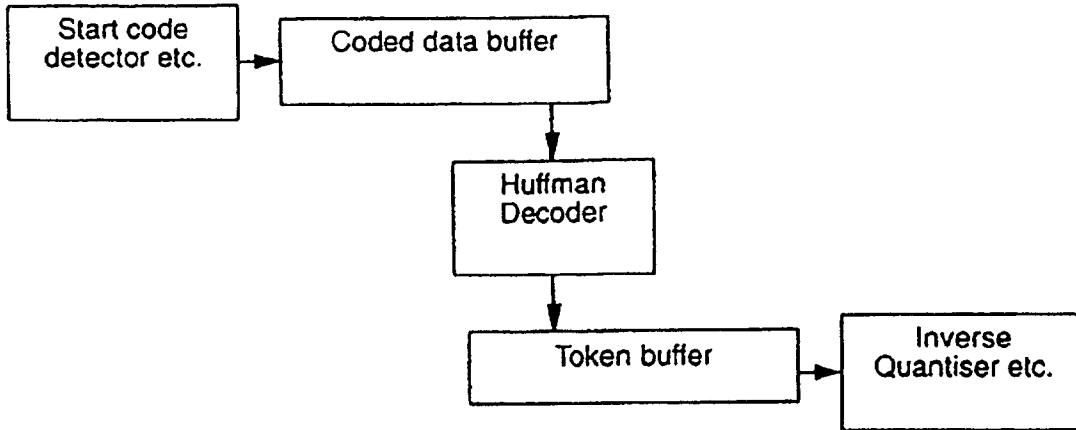 Start code
detector etc.
Coded data buffer
Huffman
Decoder
Token buffer
Inverse
Quantiser etc.